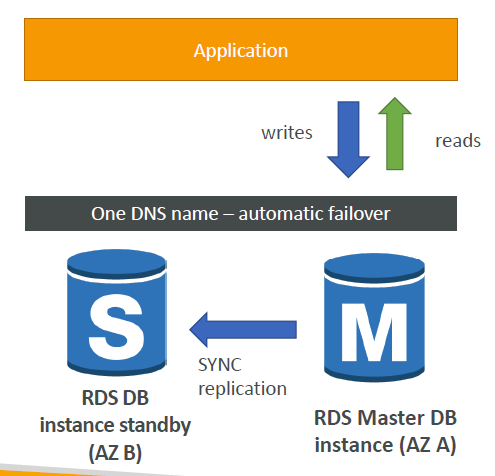 Application
writes
reads
One DNS name – automatic failover
S
M
SYNC
replication
RDS DB
instance standby
(AZ B)
RDS Master DB
instance (AZ A)